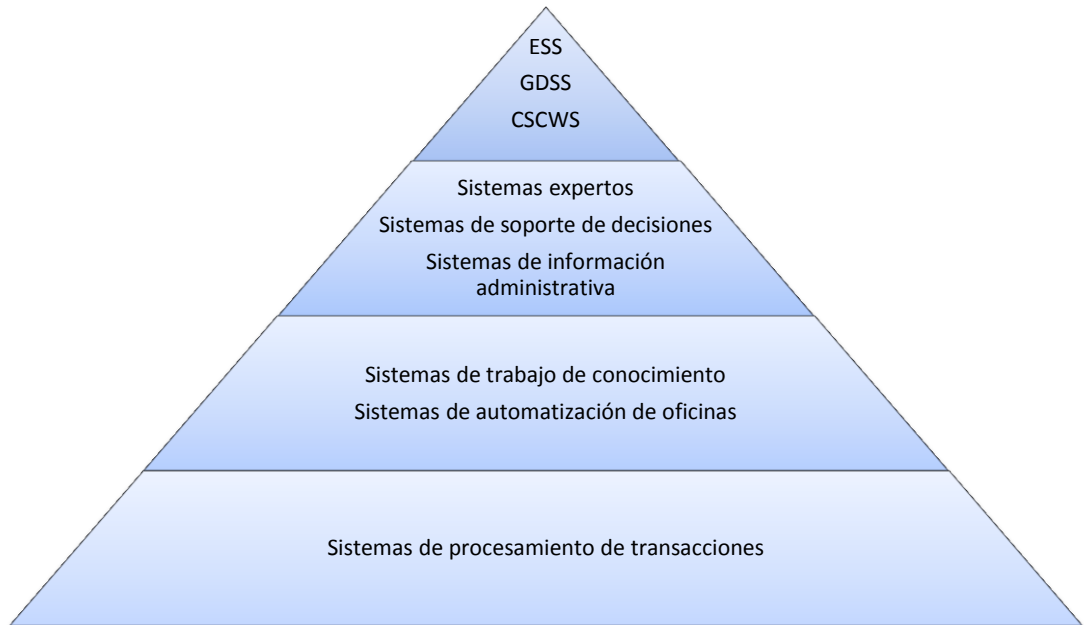 ESS
GDSS
CSCWS
Sistemas expertos
Sistemas de soporte de decisiones
Sistemas de información
administrativa
Sistemas de trabajo de conocimiento
Sistemas de automatización de oficinas
Sistemas de procesamiento de transacciones